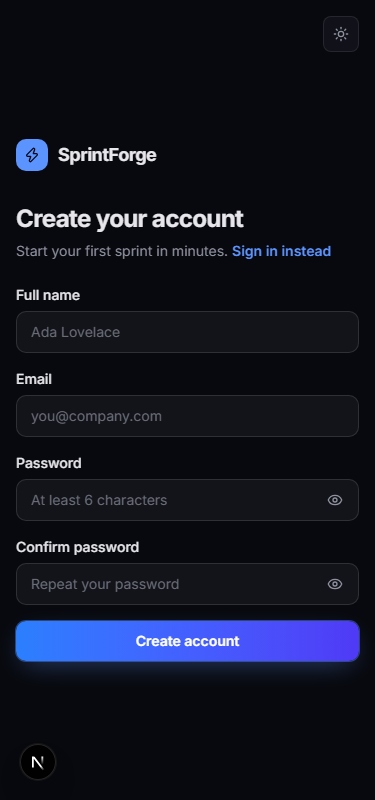 SprintForge
Create your account
Start your first sprint in minutes. Sign in instead
Full name
Ada Lovelace
Email
you@company.com
Password
At least 6 characters
Confirm password
Repeat your password
Create account
N